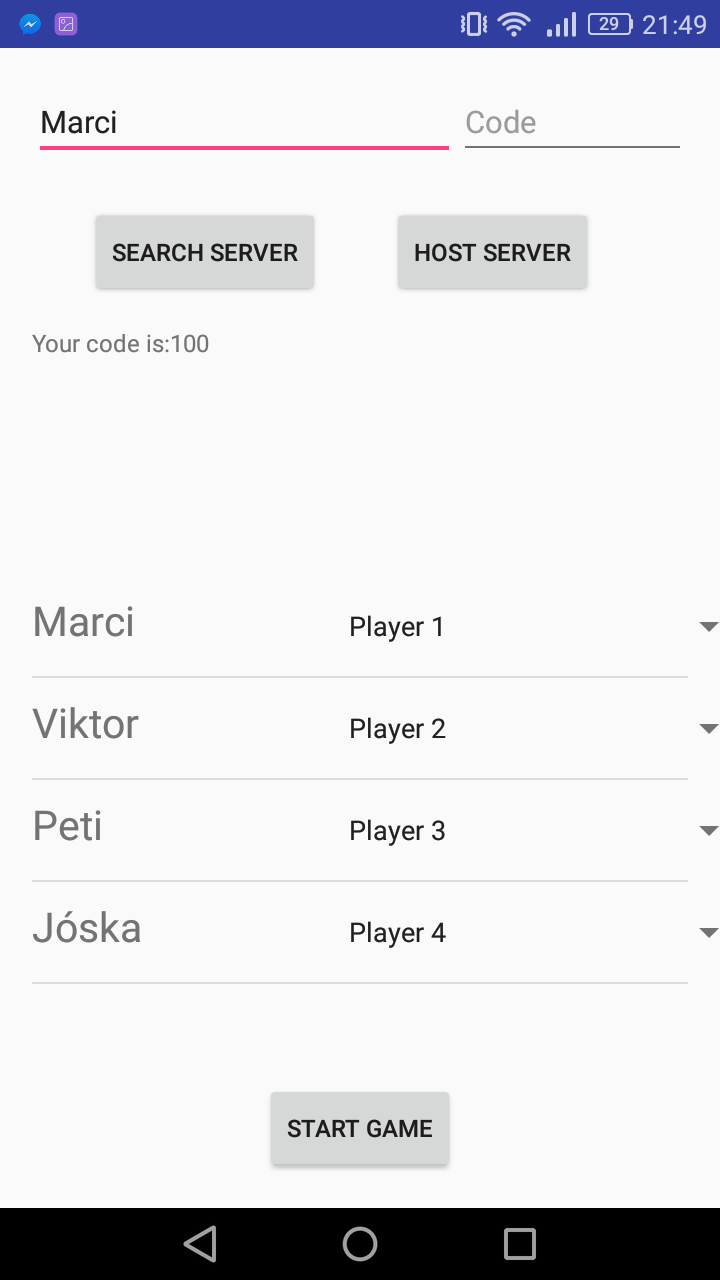 29 21:49
Marci Code
SEARCH SERVER HOST SERVER
Your code is:100
Marci Player 1
Viktor Player 2
Peti Player 3
Jóska Player 4
START GAME